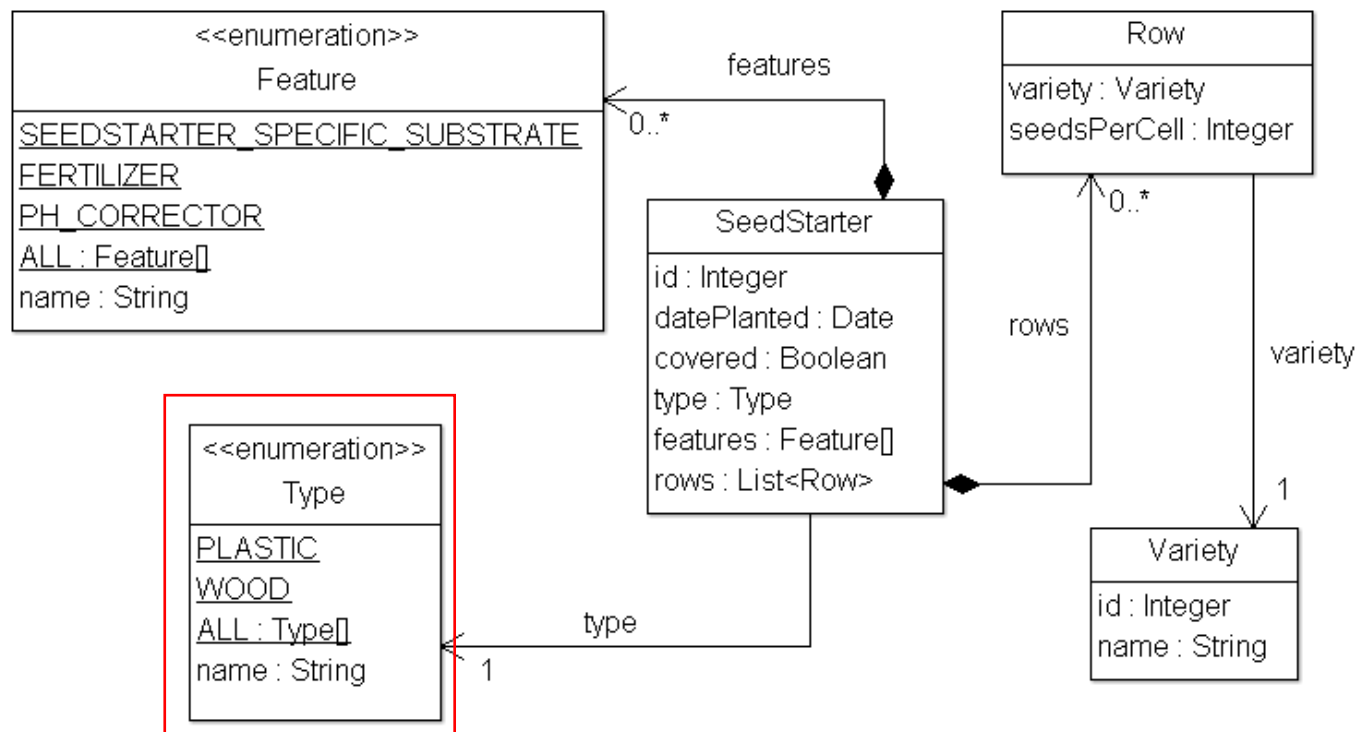 <<enumeration>>
Feature
SEEDSTARTER_SPECIFIC_SUBSTRATE
FERTILIZER
PH_CORRECTOR
ALL : Feature[]
name : String
features
0..*
Row
variety : Variety
seedsPerCell : Integer
0..*
SeedStarter
id : Integer
datePlanted : Date
covered : Boolean
type : Type
features : Feature[]
rows : List<Row>
rows
variety
<<enumeration>>
Type
PLASTIC
WOOD
ALL : Type[]
name : String
type
1
1
Variety
id : Integer
name : String